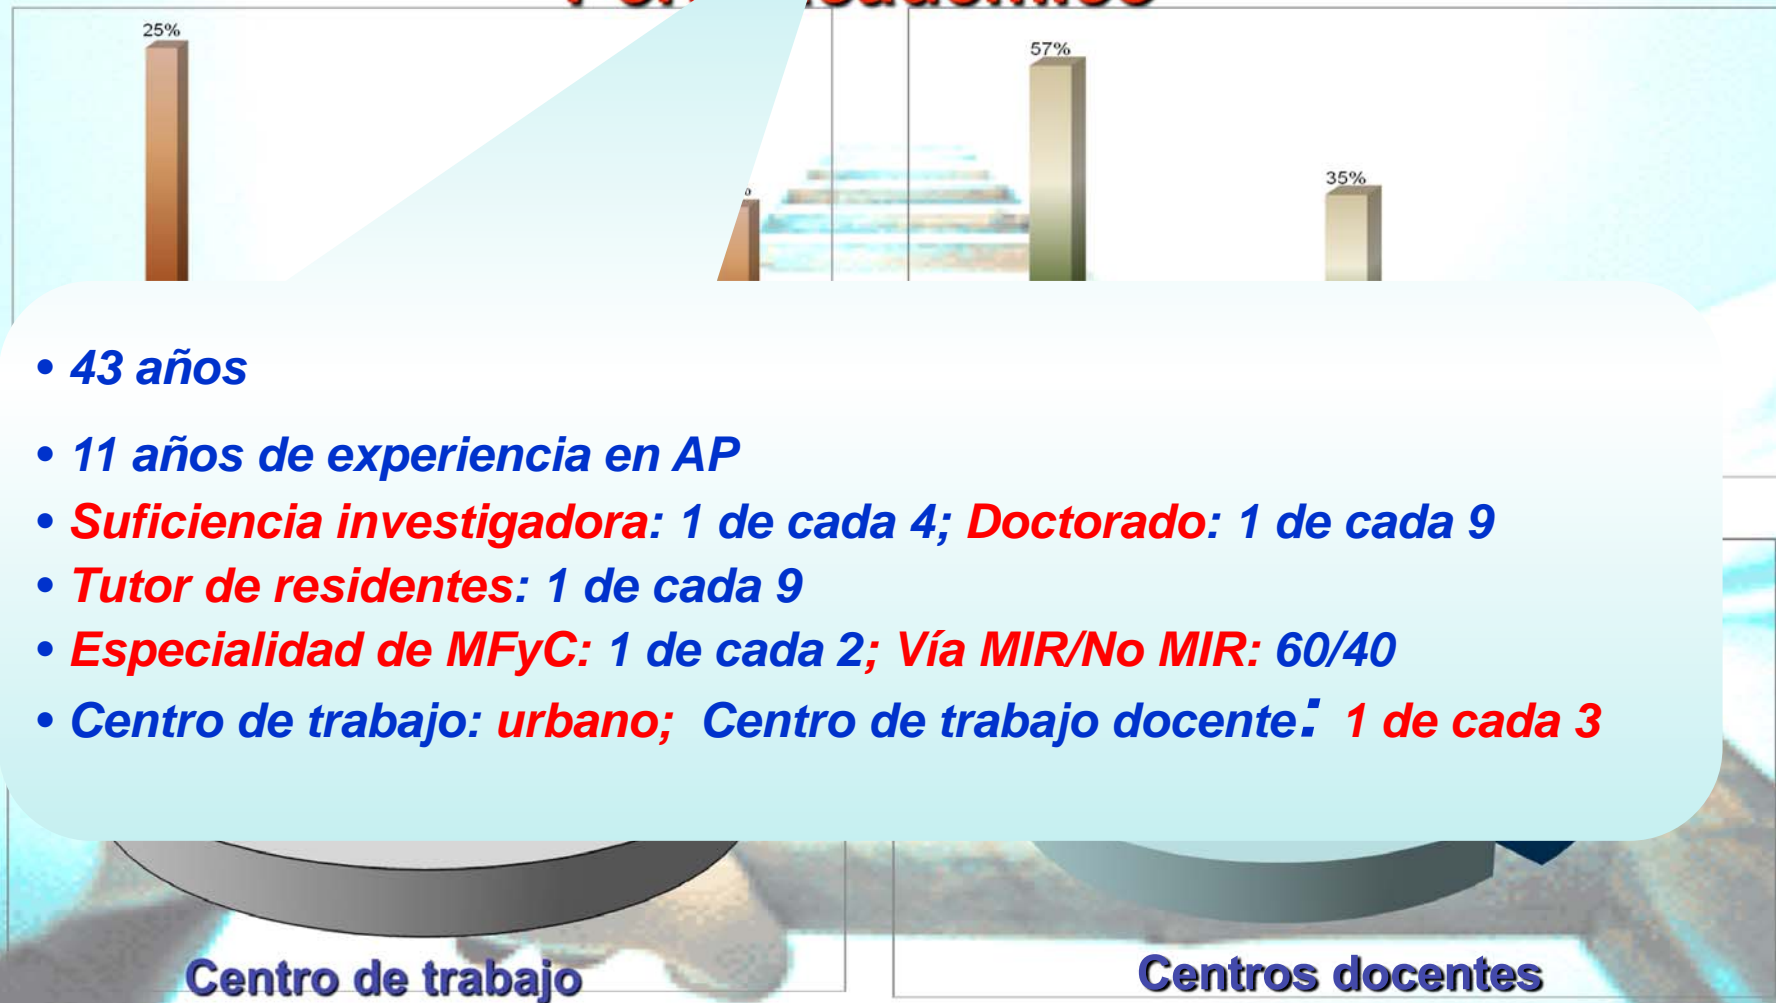 25%
57%
35%
• 43 años
• 11 años de experiencia en AP
• Suficiencia investigadora: 1 de cada 4; Doctorado: 1 de cada 9
• Tutor de residentes: 1 de cada 9
• Especialidad de MFyC: 1 de cada 2; Vía MIR/No MIR: 60/40
• Centro de trabajo: urbano; Centro de trabajo docente: 1 de cada 3
Centro de trabajo
Centros docentes